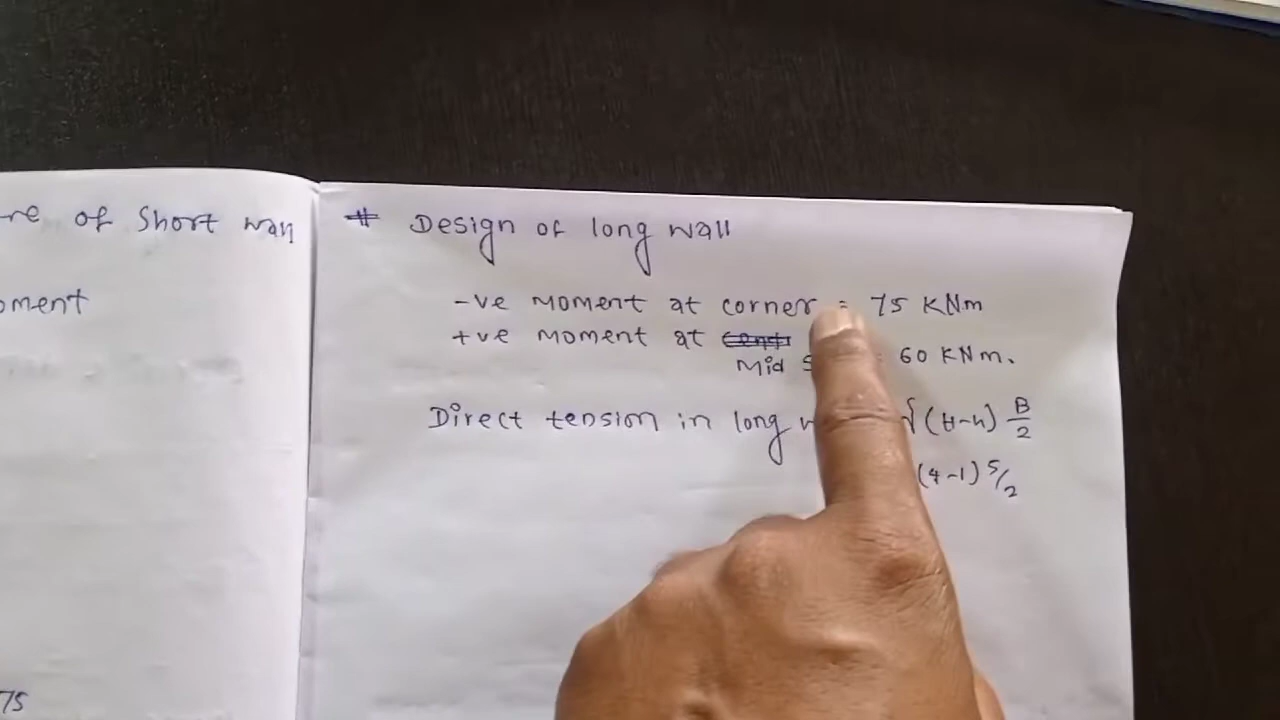 re of Short wall
oment
75
# Design of long wall
-ve moment at corner = 75 KNm
+ve moment at
Mid = 60 KNm.
Direct tension in long (H-h) B/2
(4-1) 5/2